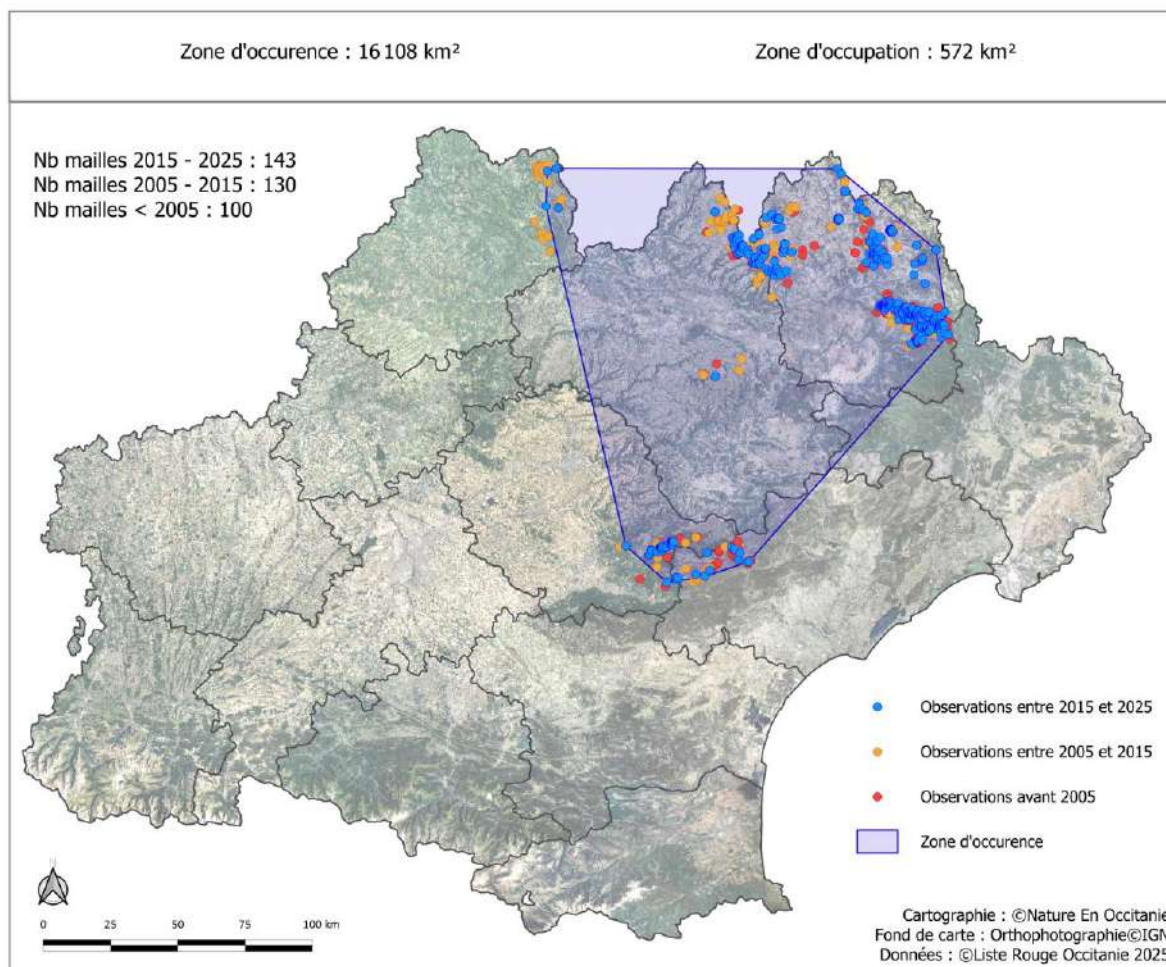 Zone d'occurence : 16 108 km²
Zone d'occupation : 572 km²
Nb mailles 2015 - 2025 : 143
Nb mailles 2005 - 2015 : 130
Nb mailles < 2005 : 100
Observations entre 2015 et 2025
Observations entre 2005 et 2015
Observations avant 2005
Zone d'occurence
N
0 25 50 75 100 km
Cartographie : ©Nature En Occitanie
Fond de carte : Orthophotographie©IGN
Données : ©Liste Rouge Occitanie 2025